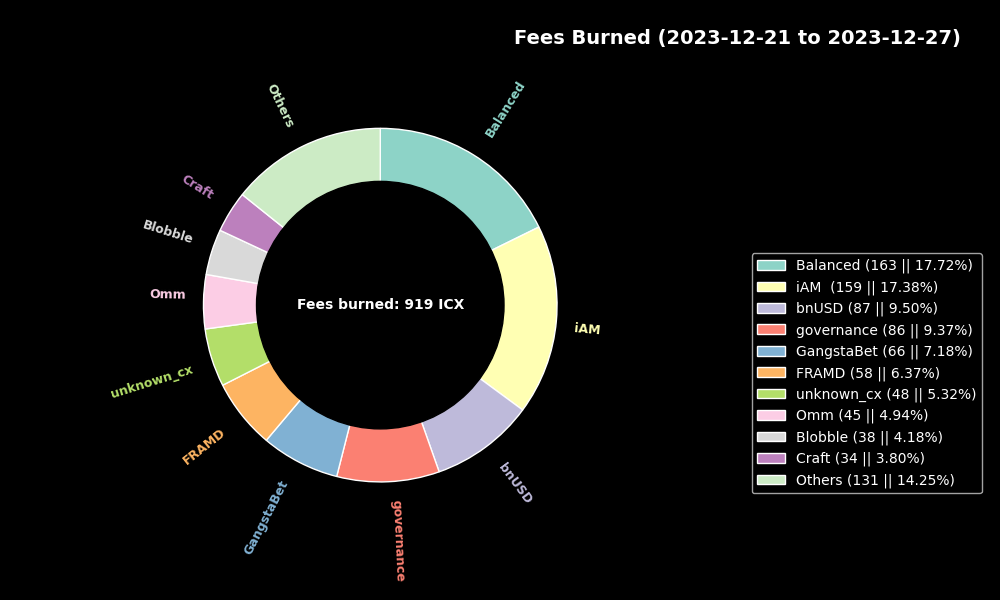 Fees Burned (2023-12-21 to 2023-12-27)
Others
Balanced
Craft
Blobble
Omm
iAM
unknown_cx
FRAMD
bnUSD
GangstaBet
governance
Fees burned: 919 ICX
Balanced (163 || 17.72%)
iAM  (159 || 17.38%)
bnUSD (87 || 9.50%)
governance (86 || 9.37%)
GangstaBet (66 || 7.18%)
FRAMD (58 || 6.37%)
unknown_cx (48 || 5.32%)
Omm (45 || 4.94%)
Blobble (38 || 4.18%)
Craft (34 || 3.80%)
Others (131 || 14.25%)